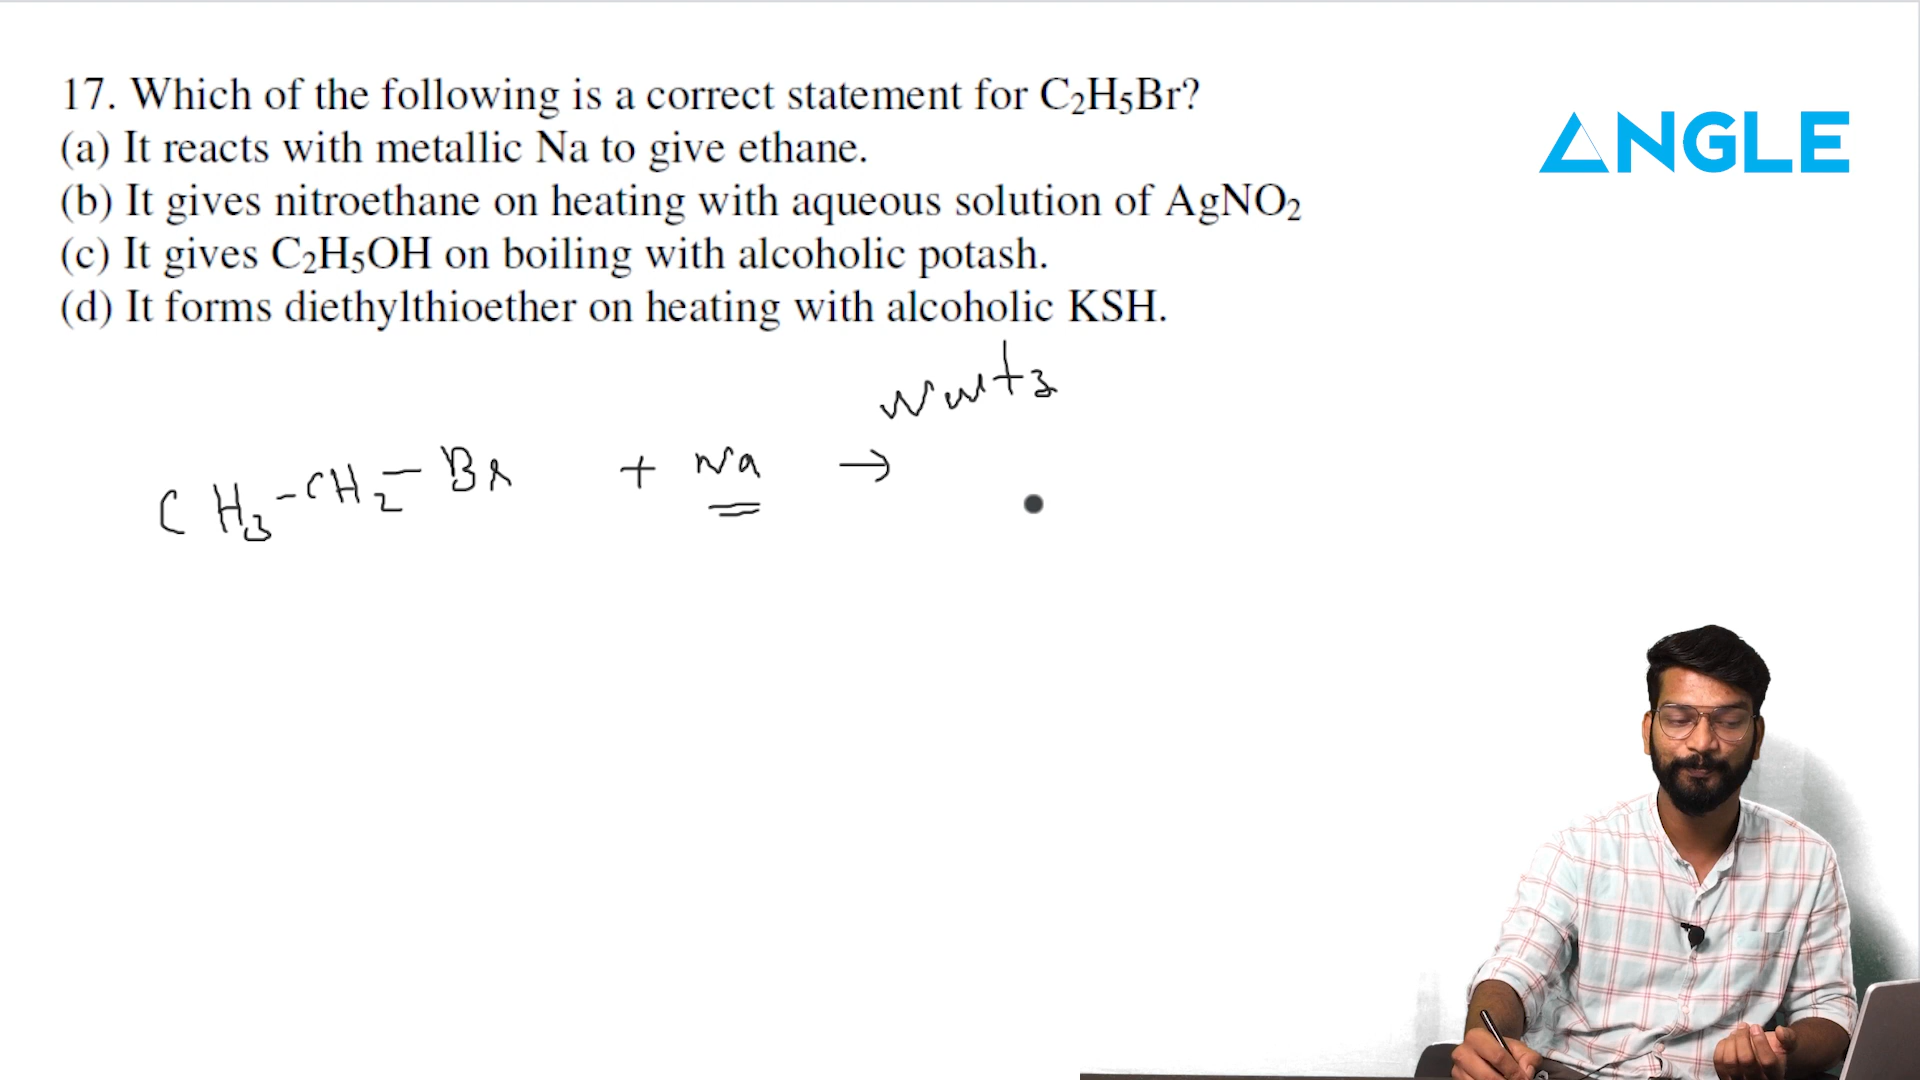 17. Which of the following is a correct statement for C₂H₅Br?
(a) It reacts with metallic Na to give ethane.
(b) It gives nitroethane on heating with aqueous solution of AgNO₂
(c) It gives C₂H₅OH on boiling with alcoholic potash.
(d) It forms diethylthioether on heating with alcoholic KSH.
ANGLE
Wurtz
CH₃-CH₂-Br + Na →